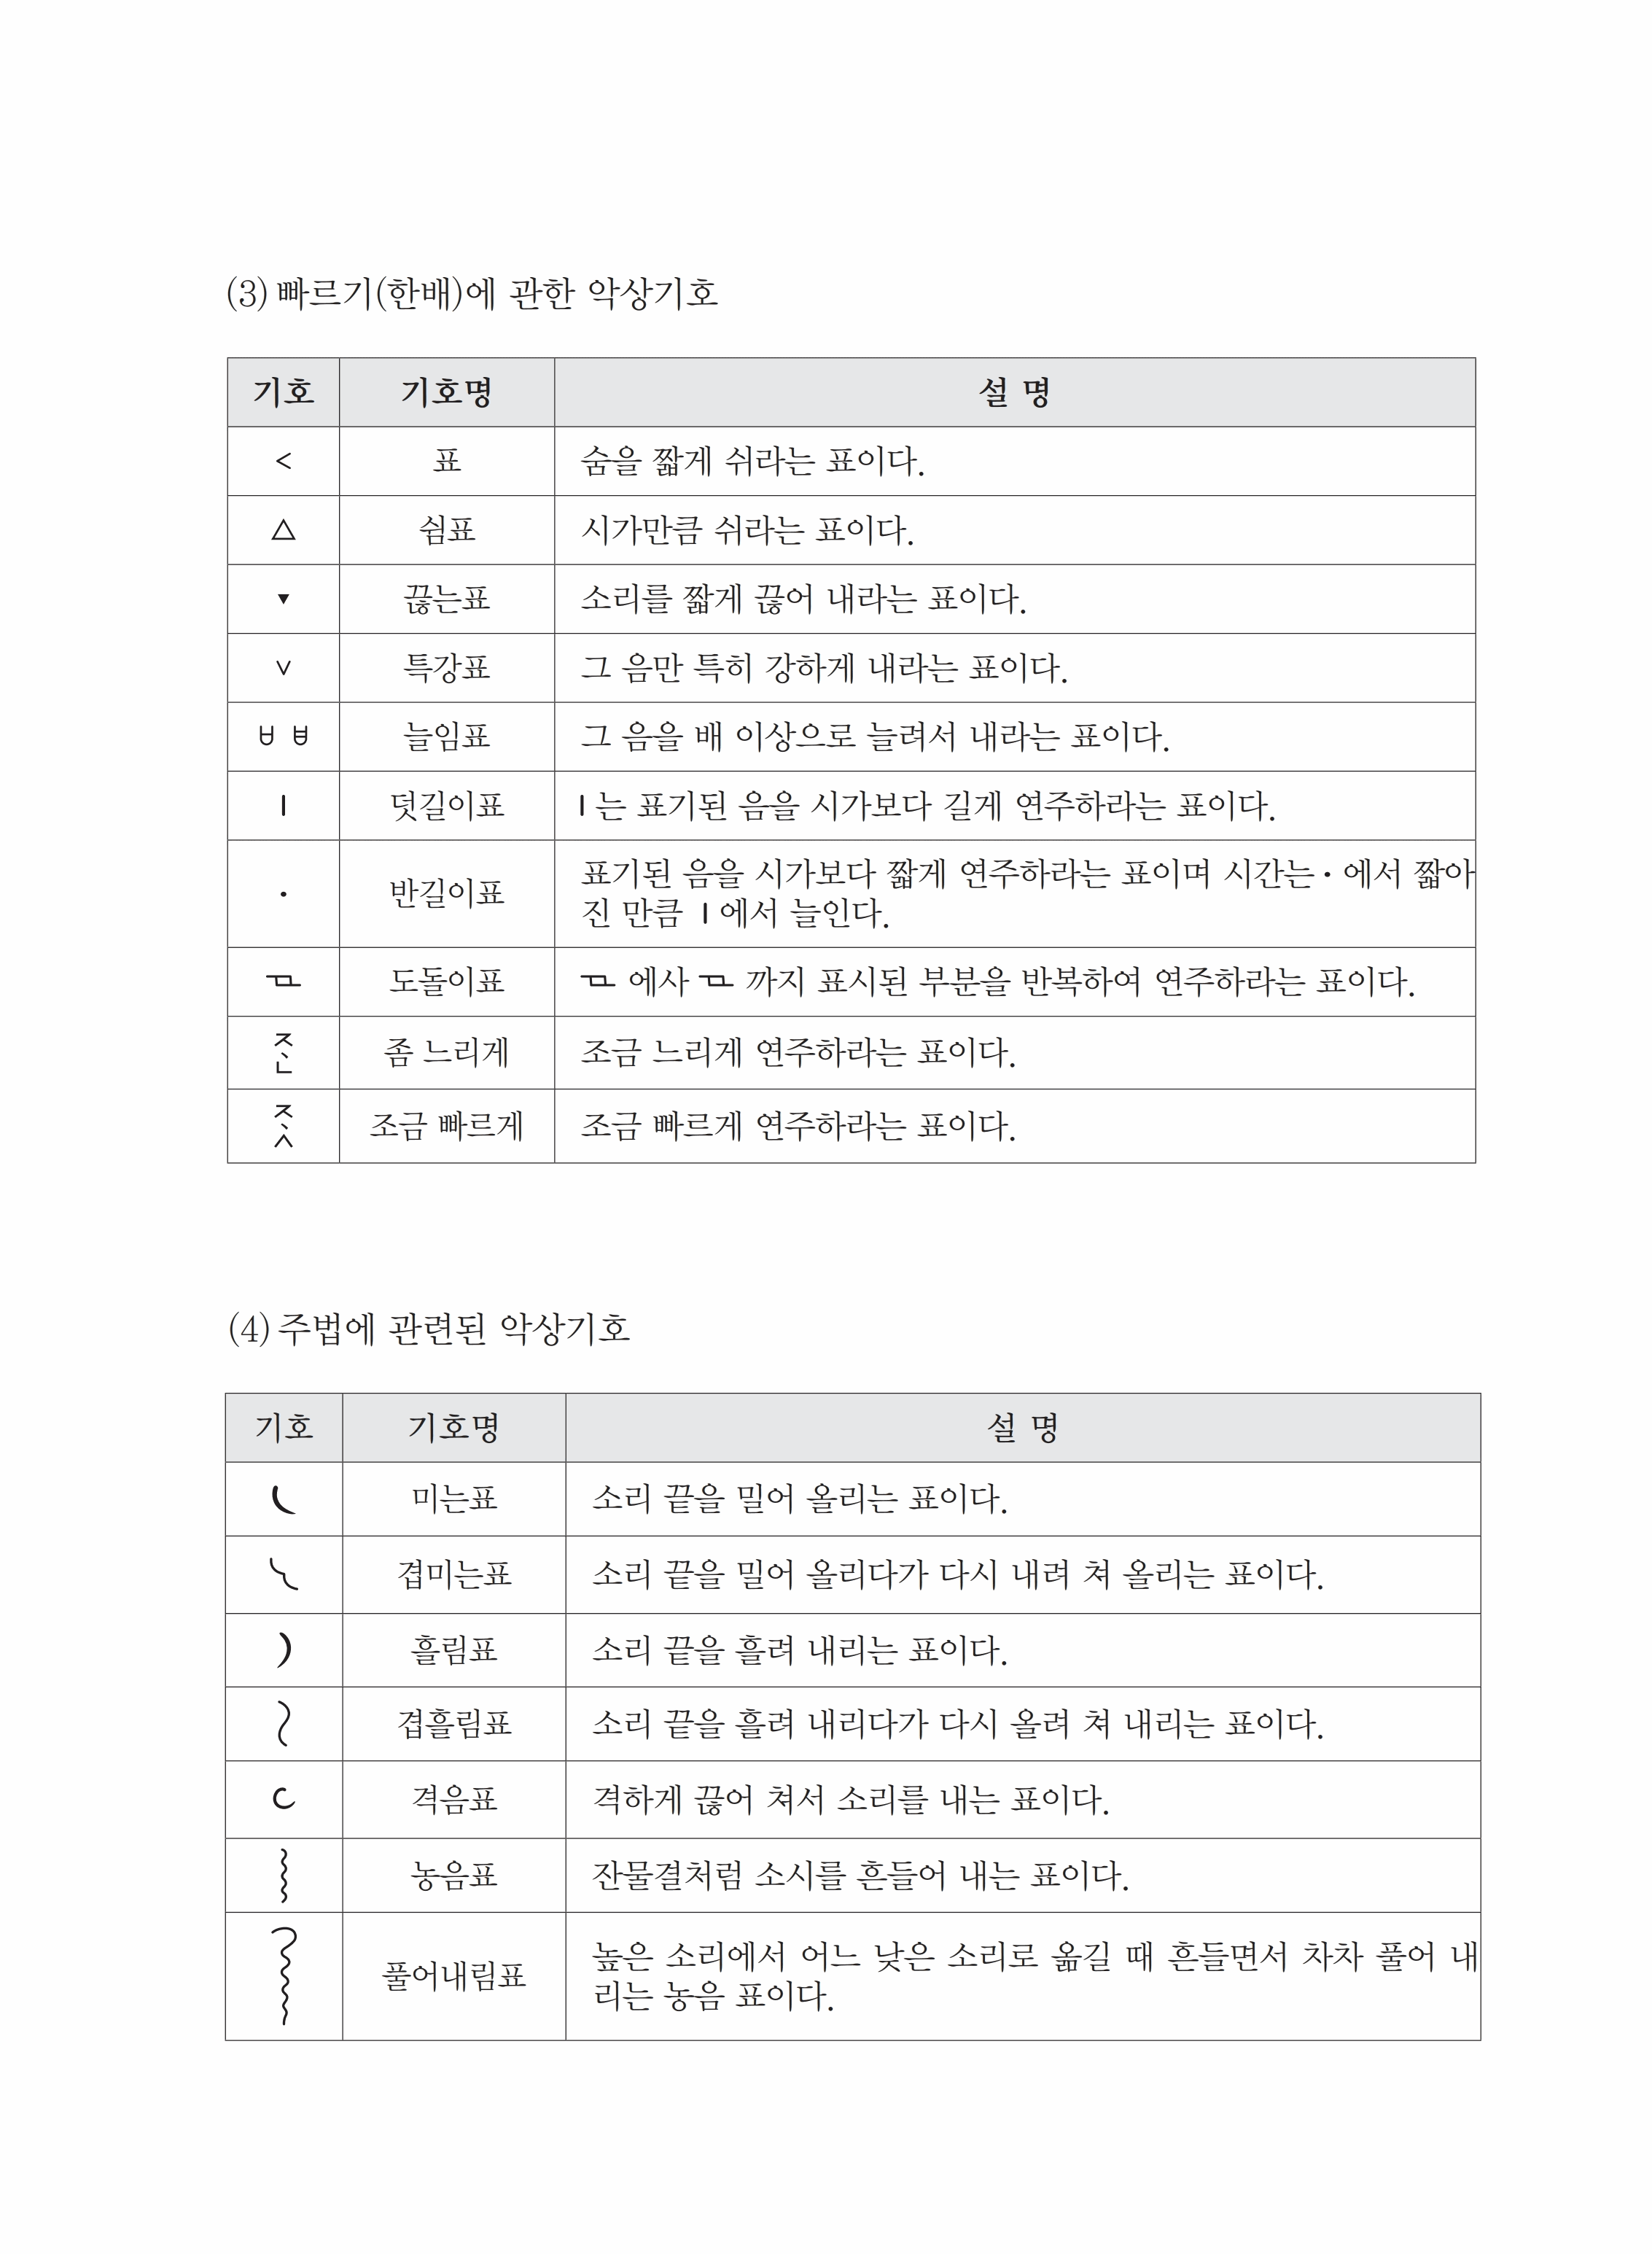 (3) 빠르기(한배)에 관한 악상기호
기호 기호명 설 명
< 표 숨을 짧게 쉬라는 표이다.
△ 쉼표 시가만큼 쉬라는 표이다.
▼ 끊는표 소리를 짧게 끊어 내라는 표이다.
∨ 특강표 그 음만 특히 강하게 내라는 표이다.
ㅂ ㅸ 늘임표 그 음을 배 이상으로 늘려서 내라는 표이다.
ㅣ 덧길이표 ㅣ는 표기된 음을 시가보다 길게 연주하라는 표이다.
• 반길이표 표기된 음을 시가보다 짧게 연주하라는 표이며 시간는• 에서 짧아
진 만큼 ㅣ에서 늘인다.
도돌이표 에사 까지 표시된 부분을 반복하여 연주하라는 표이다.
ㅈㆍㄴ 좀 느리게 조금 느리게 연주하라는 표이다.
ㅈㆍㅅ 조금 빠르게 조금 빠르게 연주하라는 표이다.
(4) 주법에 관련된 악상기호
기호 기호명 설 명
미는표 소리 끝을 밀어 올리는 표이다.
겹미는표 소리 끝을 밀어 올리다가 다시 내려 쳐 올리는 표이다.
흘림표 소리 끝을 흘려 내리는 표이다.
겹흘림표 소리 끝을 흘려 내리다가 다시 올려 쳐 내리는 표이다.
격음표 격하게 끊어 쳐서 소리를 내는 표이다.
농음표 잔물결처럼 소시를 흔들어 내는 표이다.
풀어내림표 높은 소리에서 어느 낮은 소리로 옮길 때 흔들면서 차차 풀어 내
리는 농음 표이다.